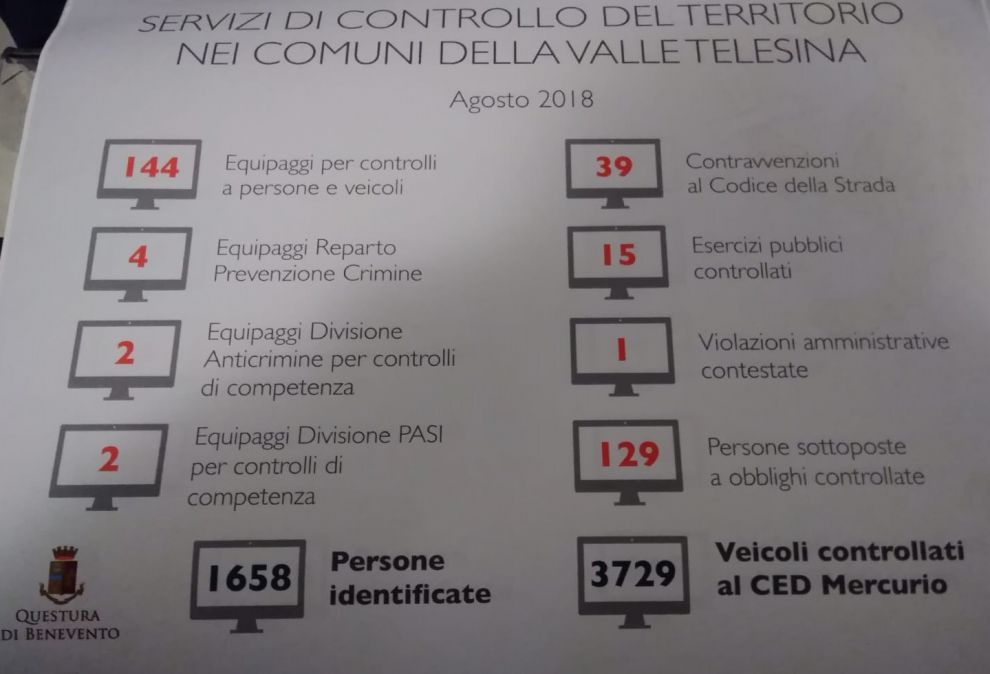 SERVIZI DI CONTROLLO DEL TERRITORIO
NEI COMUNI DELLA VALLE TELESINA
Agosto 2018
144
Equipaggi per controlli
a persone e veicoli
4
Equipaggi Reparto
Prevenzione Crimine
2
Equipaggi Divisione
Anticrimine per controlli
di competenza
2
Equipaggi Divisione PASI
per controlli di
competenza
39
Contravvenzioni
al Codice della Strada
15
Esercizi pubblici
controllati
1
Violazioni amministrative
contestate
129
Persone sottoposte
a obblighi controllate
QUESTURA
DI BENEVENTO
1658
Persone
identificate
3729
Veicoli controllati
al CED Mercurio